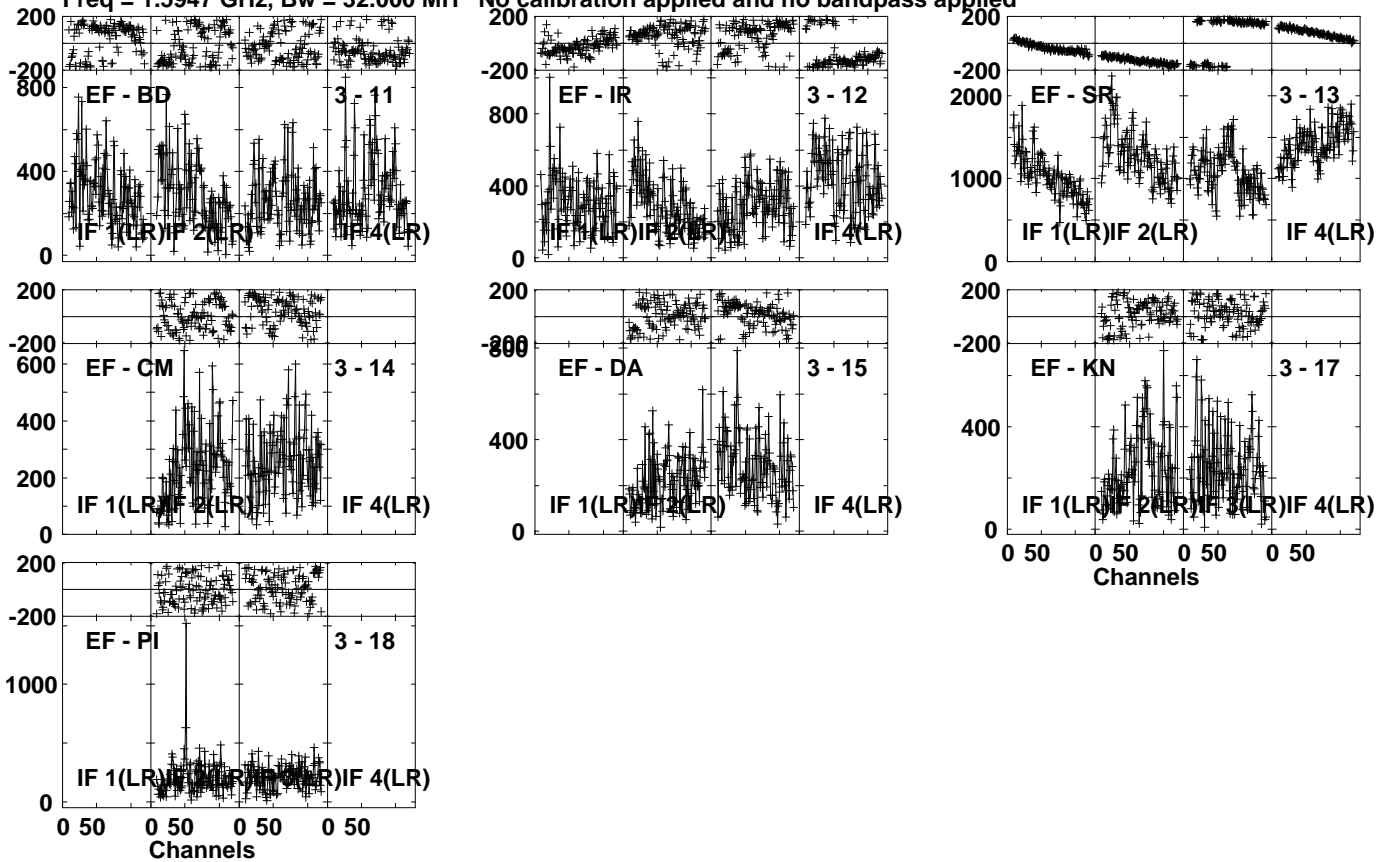 Freq = 1.5947 GHz, Bw = 32.000 MH No calibration applied and no bandpass applied
200
-200
800
400
0
EF - BD
3 - 11
IF 1(LR)
IF 2(LR)
IF 4(LR)
200
-200
800
400
0
EF - IR
3 - 12
IF 1(LR)
IF 2(LR)
IF 4(LR)
200
-200
2000
1000
0
EF - SR
3 - 13
IF 1(LR)
IF 2(LR)
IF 4(LR)
200
-200
600
400
200
0
EF - CM
3 - 14
IF 1(LR)
IF 2(LR)
IF 4(LR)
200
-200
800
400
0
EF - DA
3 - 15
IF 1(LR)
IF 2(LR)
IF 4(LR)
200
-200
400
0
EF - KN
3 - 17
IF 1(LR)
IF 2(LR)
IF 3(LR)
IF 4(LR)
0 50 0 50 0 50 0 50
Channels
200
-200
1000
0
EF - PI
3 - 18
IF 1(LR)
IF 2(LR)
IF 3(LR)
IF 4(LR)
0 50 0 50 0 50 0 50
Channels